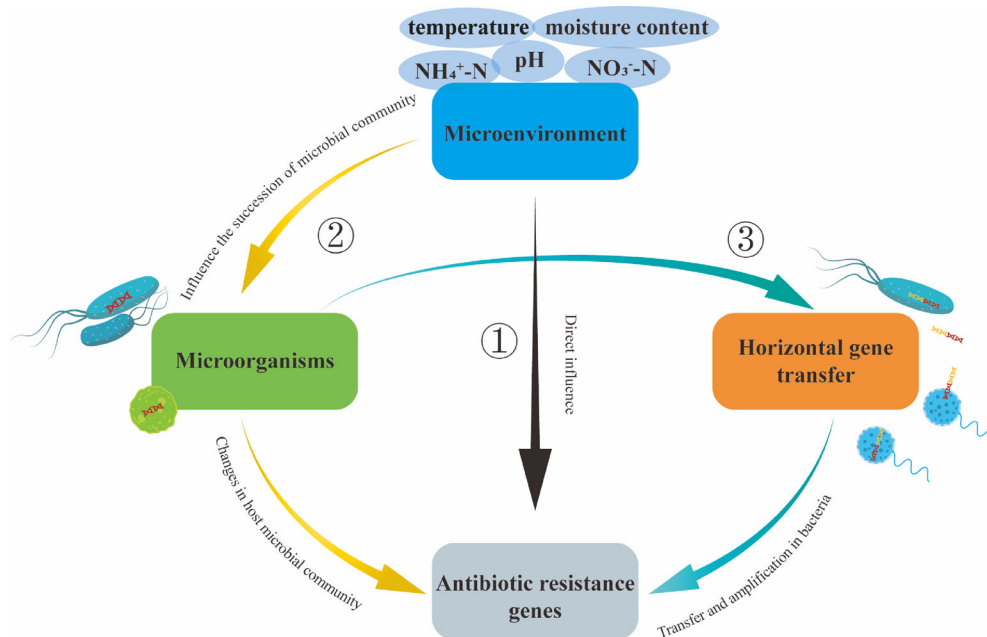 temperature
moisture content
NH₄⁺-N
pH
NO₃⁻-N
Microenvironment
Influence the succession of microbial community
②
③
①
Direct influence
Microorganisms
Horizontal gene
transfer
Changes in host microbial community
Transfer and amplification in bacteria
Antibiotic resistance
genes